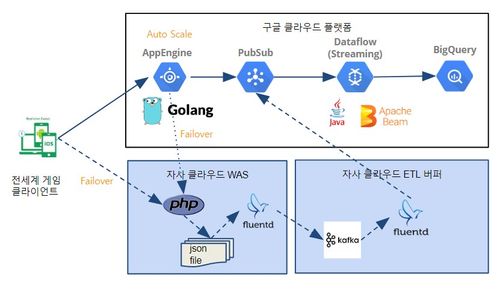 구글 클라우드 플랫폼
Auto Scale
AppEngine
PubSub
Dataflow
(Streaming)
BigQuery
Golang
Java
Apache
Beam
Failover
iOS
전세계 게임
클라이언트
Failover
자사 클라우드 WAS
php
fluentd
json
file
자사 클라우드 ETL 버퍼
kafka
fluentd